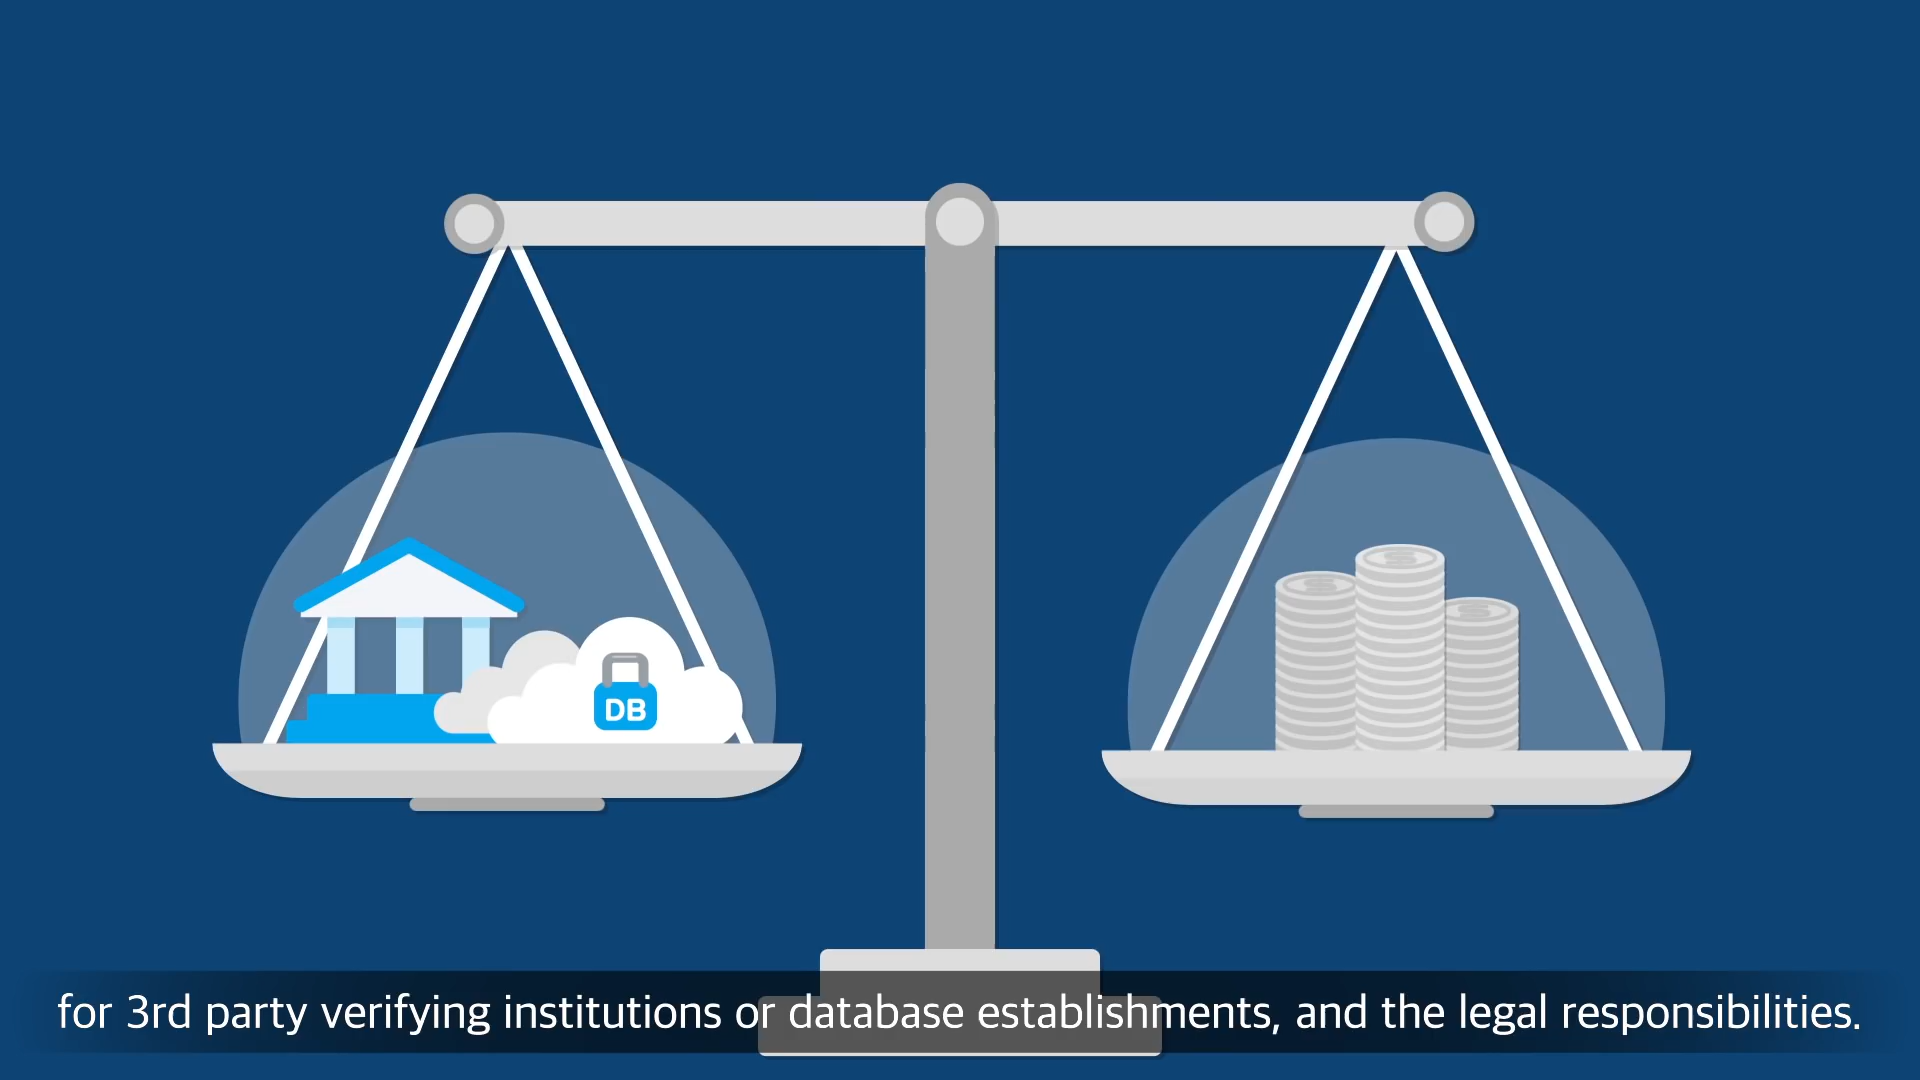 DB
for 3rd party verifying institutions or database establishments, and the legal responsibilities.